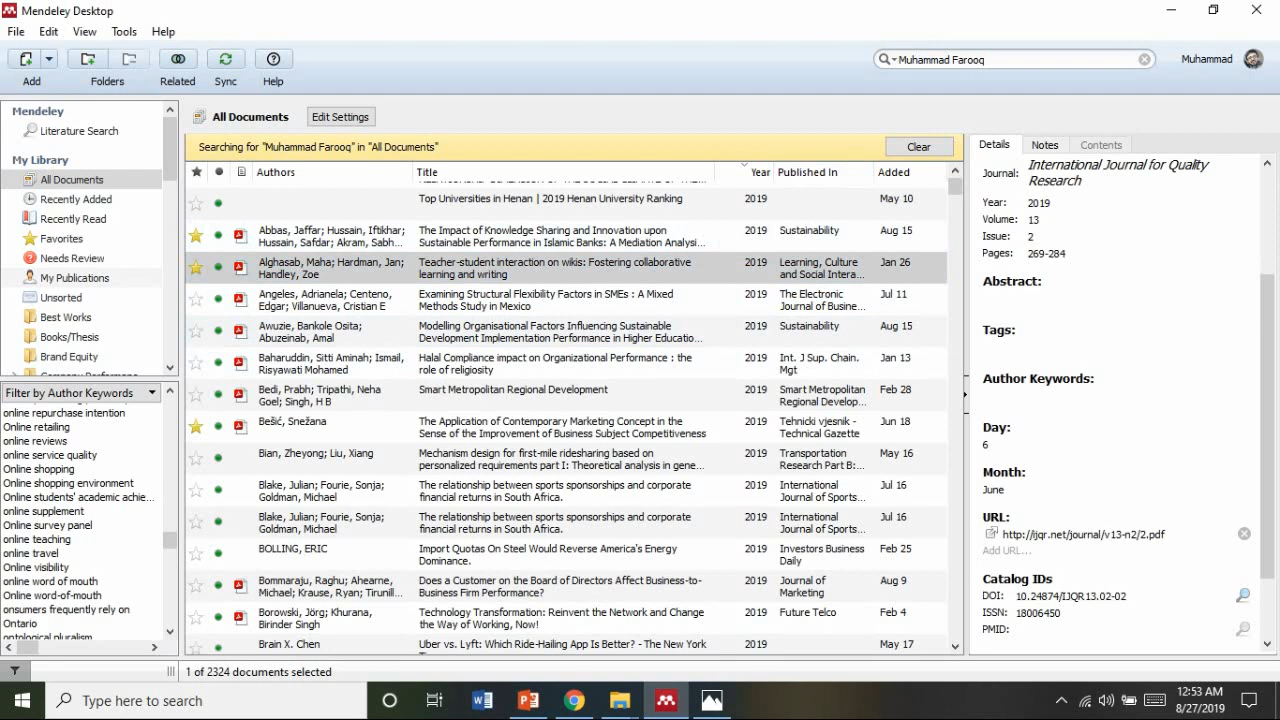 Mendeley Desktop
File Edit View Tools Help
Add Folders Related Sync Help
Muhammad Farooq
Muhammad
Mendeley
Literature Search
My Library
All Documents
Recently Added
Recently Read
Favorites
Needs Review
My Publications
Unsorted
Best Works
Books/Thesis
Brand Equity
Filter by Author Keywords
online repurchase intention
Online retailing
online reviews
online service quality
Online shopping
Online shopping environment
Online students' academic achie...
online supplement
Online survey panel
online teaching
online travel
Online visibility
online word of mouth
Online word-of-mouth
onsumers frequently rely on
Ontario
ontological pluralism
1 of 2324 documents selected
All Documents Edit Settings
Searching for "Muhammad Farooq" in "All Documents" Clear
Authors Title Year Published In Added
Top Universities in Henan | 2019 Henan University Ranking 2019 May 10
Abbas, Jaffar; Hussain, Iftikhar; The Impact of Knowledge Sharing and Innovation upon 2019 Sustainability Aug 15
Hussain, Safdar; Akram, Sabh... Sustainable Performance in Islamic Banks: A Mediation Analysi...
Alghasab, Maha; Hardman, Jan; Teacher-student interaction on wikis: Fostering collaborative 2019 Learning, Culture Jan 26
Handley, Zoe learning and writing and Social Intera...
Angeles, Adrianela; Centeno, Examining Structural Flexibility Factors in SMEs : A Mixed 2019 The Electronic Jul 11
Edgar; Villanueva, Cristian E Methods Study in Mexico Journal of Busine...
Awuzie, Bankole Osita; Modelling Organisational Factors Influencing Sustainable 2019 Sustainability Aug 15
Abuzeinab, Amal Development Implementation Performance in Higher Educatio...
Baharuddin, Sitti Aminah; Ismail, Halal Compliance impact on Organizational Performance : the 2019 Int. J Sup. Chain. Jan 13
Risyawati Mohamed role of religiosity Mgt
Bedi, Prabh; Tripathi, Neha Smart Metropolitan Regional Development 2019 Smart Metropolitan Feb 28
Goel; Singh, H B Regional Develop...
Bešić, Snežana The Application of Contemporary Marketing Concept in the 2019 Tehnicki vjesnik - Jun 18
Sense of the Improvement of Business Subject Competitiveness Technical Gazette
Bian, Zheyong; Liu, Xiang Mechanism design for first-mile ridesharing based on 2019 Transportation May 16
personalized requirements part I: Theoretical analysis in gene... Research Part B:...
Blake, Julian; Fourie, Sonja; The relationship between sports sponsorships and corporate 2019 International Jul 16
Goldman, Michael financial returns in South Africa. Journal of Sports...
Blake, Julian; Fourie, Sonja; The relationship between sports sponsorships and corporate 2019 International Jul 16
Goldman, Michael financial returns in South Africa. Journal of Sports...
BOLLING, ERIC Import Quotas On Steel Would Reverse America's Energy 2019 Investors Business Feb 25
Dominance. Daily
Bommaraju, Raghu; Ahearne, Does a Customer on the Board of Directors Affect Business-to- 2019 Journal of Aug 9
Michael; Krause, Ryan; Tirunill... Business Firm Performance? Marketing
Borowski, Jörg; Khurana, Technology Transformation: Reinvent the Network and Change 2019 Future Telco Feb 4
Birinder Singh the Way of Working, Now!
Brain X. Chen Uber vs. Lyft: Which Ride-Hailing App Is Better? - The New York 2019 May 17
Details Notes Contents
Journal: International Journal for Quality
Research
Year: 2019
Volume: 13
Issue: 2
Pages: 269-284
Abstract:
Tags:
Author Keywords:
Day:
6
Month:
June
URL:
http://ijqr.net/journal/v13-n2/2.pdf
Add URL...
Catalog IDs
DOI: 10.24874/IJQR13.02-02
ISSN: 18006450
PMID:
Type here to search
12:53 AM
8/27/2019